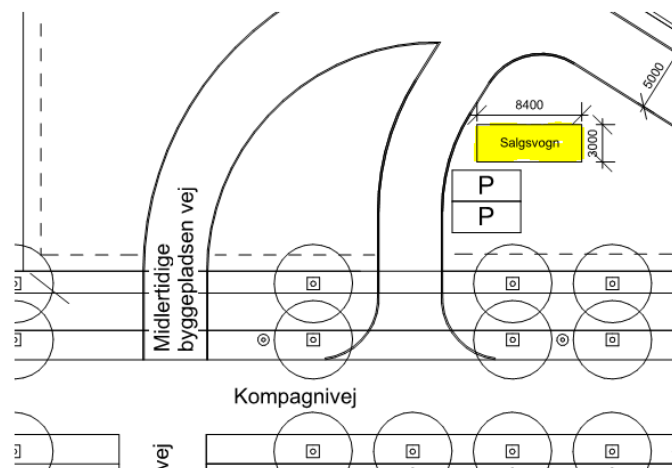 8400
5000
Salgsvogn
3000
P
P
Midlertidige
byggepladsen vej
Kompagnivej
vej